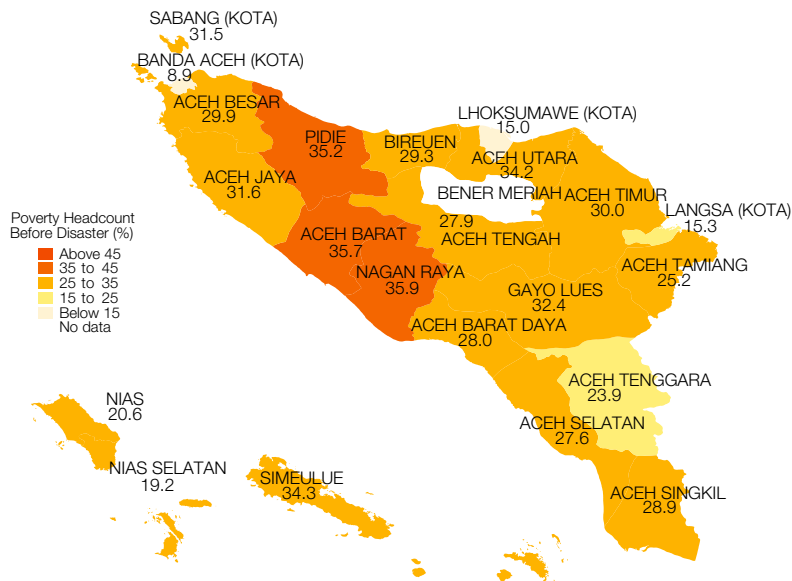 SABANG (KOTA)
31.5
BANDA ACEH (KOTA)
8.9
ACEH BESAR
29.9
LHOKSUMAWE (KOTA)
15.0
PIDIE
35.2
BIREUEN
29.3
ACEH UTARA
34.2
ACEH JAYA
31.6
BENER MERIAH
ACEH TIMUR
30.0
LANGSA (KOTA)
15.3
27.9
ACEH TENGAH
Poverty Headcount
Before Disaster (%)
Above 45
35 to 45
25 to 35
15 to 25
Below 15
No data
ACEH BARAT
35.7
NAGAN RAYA
35.9
ACEH TAMIANG
25.2
GAYO LUES
32.4
ACEH BARAT DAYA
28.0
ACEH TENGGARA
23.9
NIAS
20.6
ACEH SELATAN
27.6
NIAS SELATAN
19.2
SIMEULUE
34.3
ACEH SINGKIL
28.9